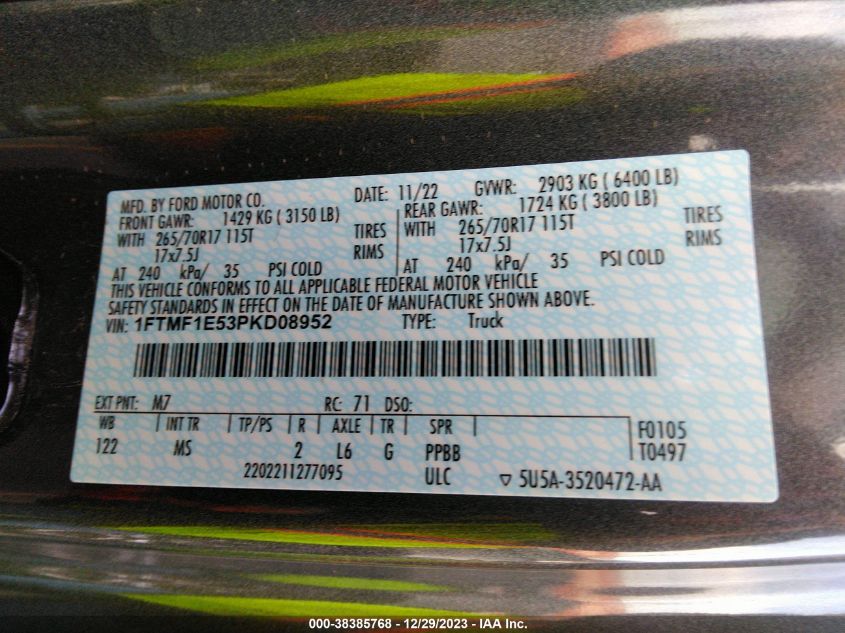 MFD. BY FORD MOTOR CO. DATE: 11/22 GVWR: 2903 KG ( 6400 LB)
FRONT GAWR: 1429 KG ( 3150 LB) REAR GAWR: 1724 KG ( 3800 LB)
WITH 265/70R17 115T TIRES WITH 265/70R17 115T TIRES
17x7.5J RIMS 17x7.5J RIMS
AT 240 kPa/ 35 PSI COLD AT 240 kPa/ 35 PSI COLD
THIS VEHICLE CONFORMS TO ALL APPLICABLE FEDERAL MOTOR VEHICLE
SAFETY STANDARDS IN EFFECT ON THE DATE OF MANUFACTURE SHOWN ABOVE.
VIN: 1FTMF1E53PKD08952 TYPE: Truck
EXT PNT: M7 RC: 71 DSO:
WB INT TR TP/PS R AXLE TR SPR F0105
122 MS 2 L6 G PPBB T0497
2202211277095 ULC ▽ 5U5A-3520472-AA
000-38385768 - 12/29/2023 - IAA Inc.